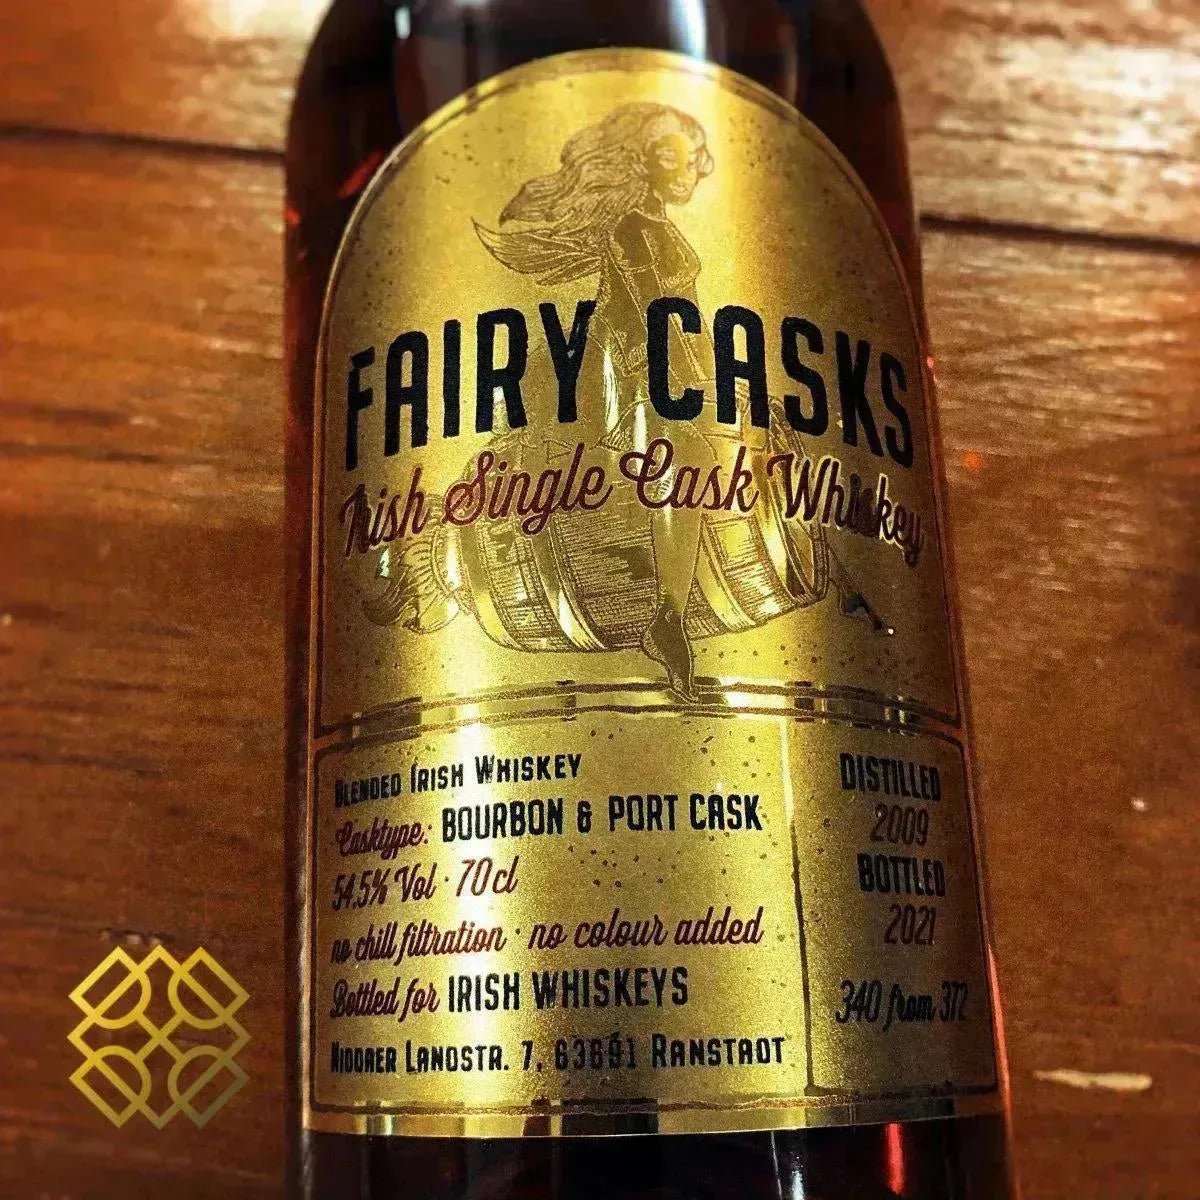 FAIRY CASKS
Irish Single Cask Whiskey
BLENDED IRISH WHISKEY
Casktype: BOURBON & PORT CASK
54.5% Vol · 70cl
no chill filtration · no colour added
Bottled for IRISH WHISKEYS
NIDDAER LANDSTR. 7, 63691 RANSTADT
DISTILLED
2009
BOTTLED
2021
340 from 372